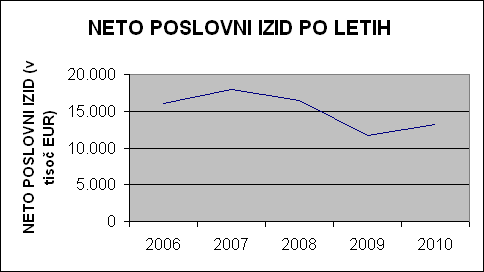 NETO POSLOVNI IZID PO LETIH
NETO POSLOVNI IZID (v
tisoč EUR)
20.000
15.000
10.000
5.000
0
2006 2007 2008 2009 2010